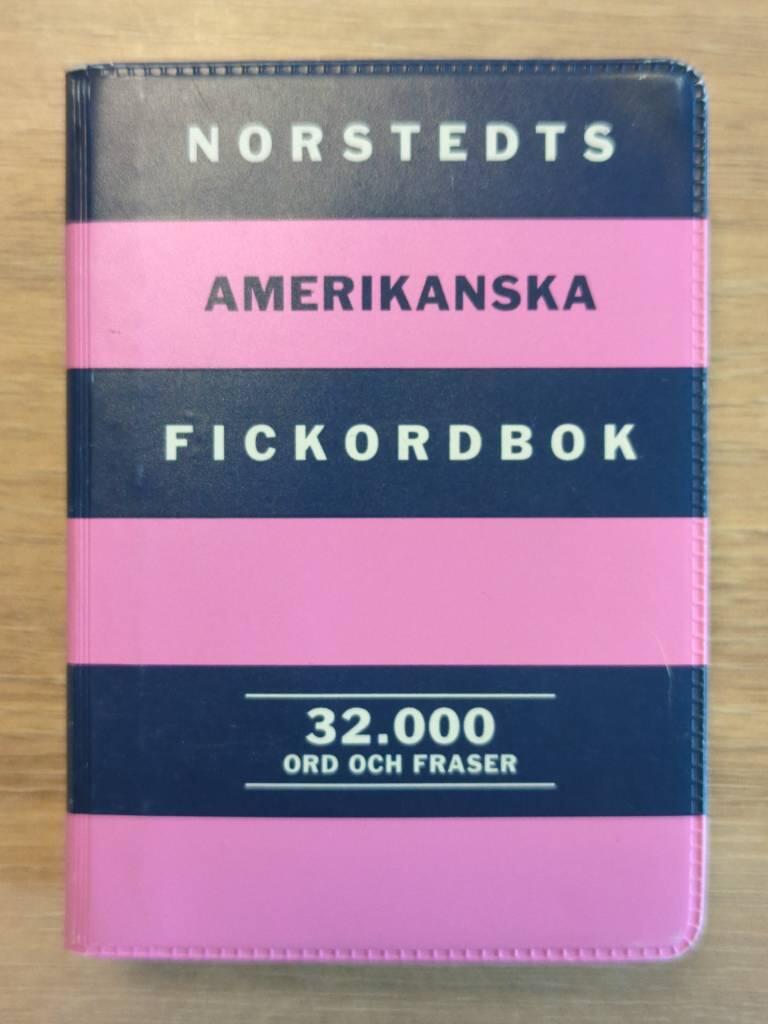 NORSTEDTS
AMERIKANSKA
FICKORDBOK
32.000
ORD OCH FRASER